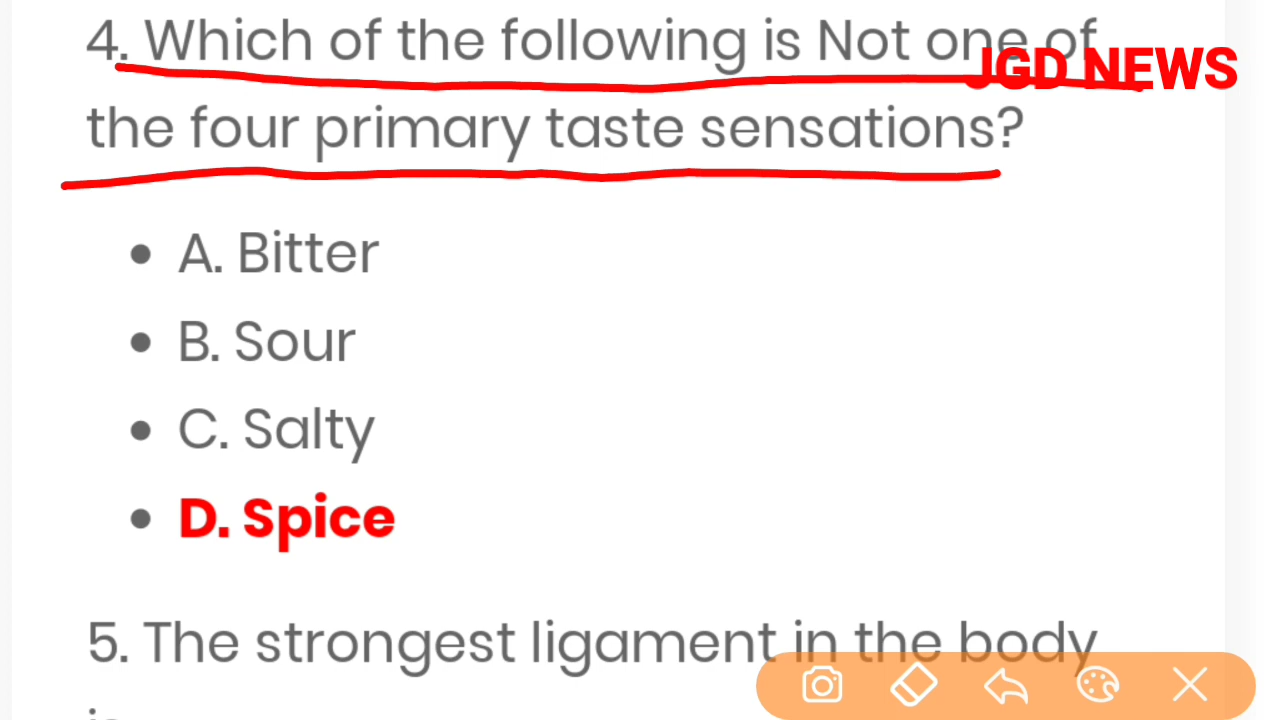 4. Which of the following is Not one of
JGD NEWS
the four primary taste sensations?
A. Bitter
B. Sour
C. Salty
D. Spice
5. The strongest ligament in the body